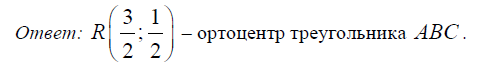 Ответ: R(3/2; 1/2) – ортоцентр треугольника ABC.